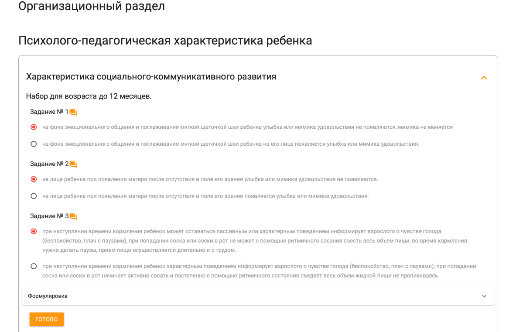 Организационный раздел
Психолого-педагогическая характеристика ребенка
Характеристика социального-коммуникативного развития
Набор для возраста до 12 месяцев.
Задание № 1
на фоне эмоционального общения и поглаживания мягкой щеточкой шеи ребенка улыбка или мимика удовольствия не появляются, мимика не меняется
на фоне эмоционального общения и поглаживания мягкой щеточкой шеи ребенка на его лице появляется улыбка или мимика удовольствия.
Задание № 2
на лице ребенка при появлении матери после отсутствия в поле его зрения улыбка или мимика удовольствия не появляются.
на лице ребенка при появлении матери после отсутствия в поле его зрения появляется улыбка или мимика удовольствия.
Задание № 3
при наступлении времени кормления ребенок может оставаться пассивным или характерным поведением информирует взрослого о чувстве голода
(беспокойство, плач с паузами), при попадании соска или соски в рот не может с помощью ритмичного сосания съесть весь объем пищи, во время кормления
нужно делать паузы, прием пищи осуществляется длительно и с трудом.
при наступлении времени кормления ребенок характерным поведением информирует взрослого о чувстве голода (беспокойство, плач с паузами), при попадании
соска или соски в рот начинает активно сосать и постепенно с помощью ритмичного состояния съедает весь объем жидкой пищи не проливаясь.
Формулировка
ГОТОВО